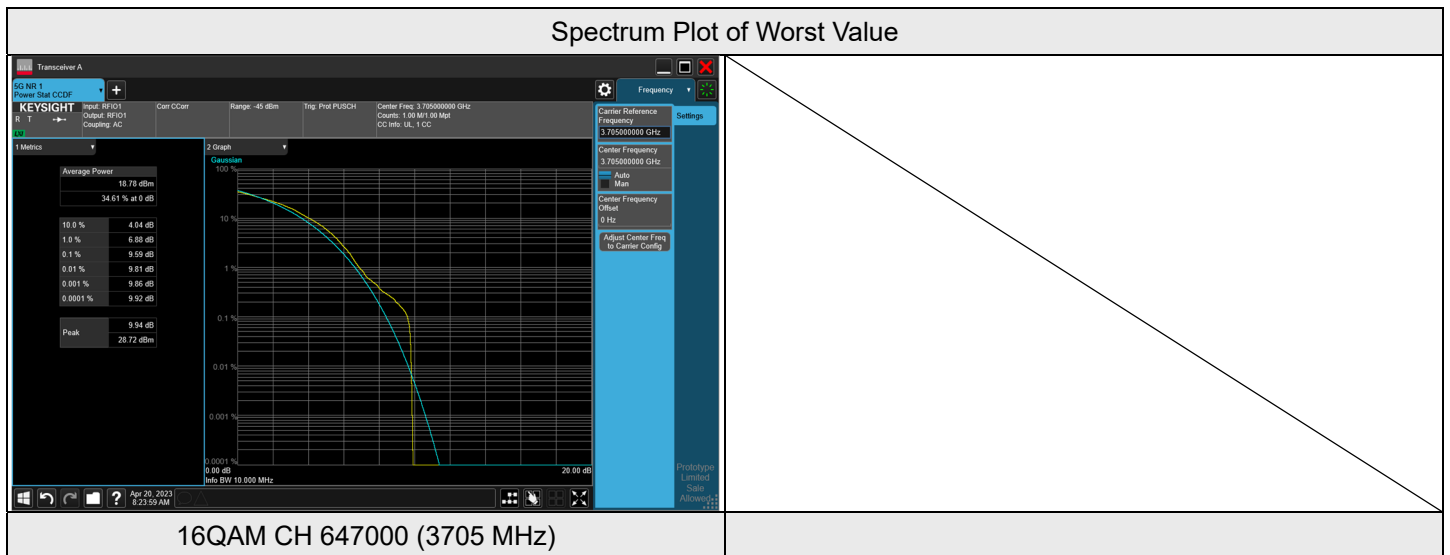 Spectrum Plot of Worst Value
Transceiver A
5G NR 1
Power Stat CCDF
+
Frequency
KEYSIGHT
R T
LXI
Input: RFIO1
Output: RFIO1
Coupling: AC
Corr CCorr
Range: -45 dBm
Trig: Prot PUSCH
Center Freq: 3.705000000 GHz
Counts: 1.00 M/1.00 Mpt
CC Info: UL, 1 CC
Carrier Reference
Frequency
3.705000000 GHz
Settings
Center Frequency
3.705000000 GHz
Auto
Man
Center Frequency
Offset
0 Hz
Adjust Center Freq
to Carrier Config
1 Metrics
Average Power
18.78 dBm
34.61 % at 0 dB
10.0 % 4.04 dB
1.0 % 6.88 dB
0.1 % 9.59 dB
0.01 % 9.81 dB
0.001 % 9.86 dB
0.0001 % 9.92 dB
Peak 9.94 dB
28.72 dBm
2 Graph
Gaussian
100 %
10 %
1 %
0.1 %
0.01 %
0.001 %
0.0001 %
0.00 dB 20.00 dB
Info BW 10.000 MHz
Prototype
Limited
Sale
Allowed
?
Apr 20, 2023
8:23:59 AM
16QAM CH 647000 (3705 MHz)